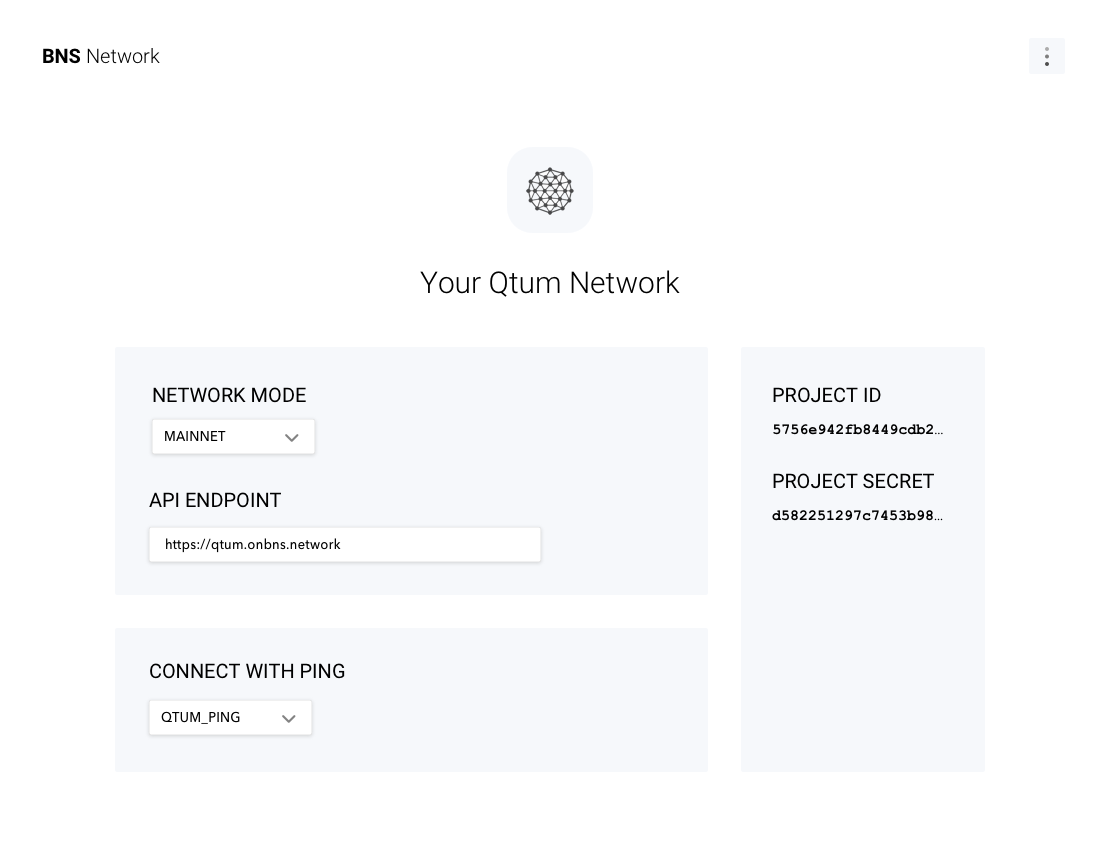 BNS Network
Your Qtum Network
NETWORK MODE
MAINNET
API ENDPOINT
https://qtum.onbns.network
CONNECT WITH PING
QTUM_PING
PROJECT ID
5756e942fb8449cdb2...
PROJECT SECRET
d582251297c7453b98...